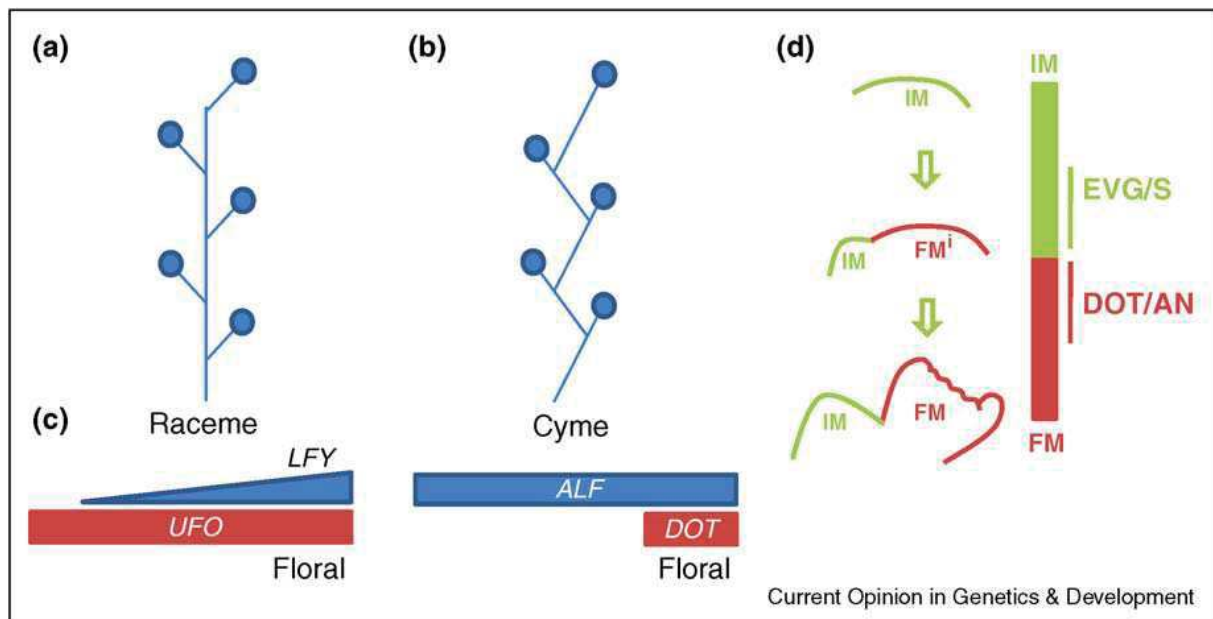 (a)
Raceme
(b)
Cyme
(c)
LFY
UFO
Floral
ALF
DOT
Floral
(d)
IM
IM
FMⁱ
IM
FM
IM
EVG/S
DOT/AN
FM
Current Opinion in Genetics & Development